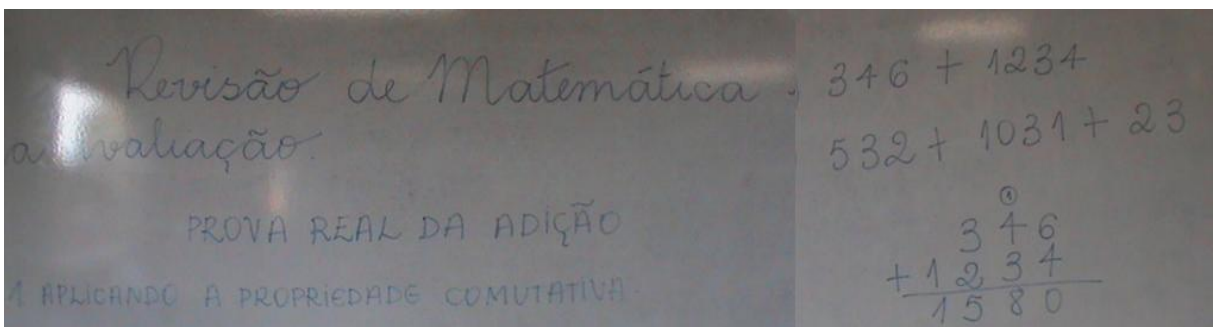 Revisão de Matemática.
a avaliação.
PROVA REAL DA ADIÇÃO
1 APLICANDO A PROPRIEDADE COMUTATIVA.
346 + 1234
532 + 1031 + 23
1
346
+ 1234
1580